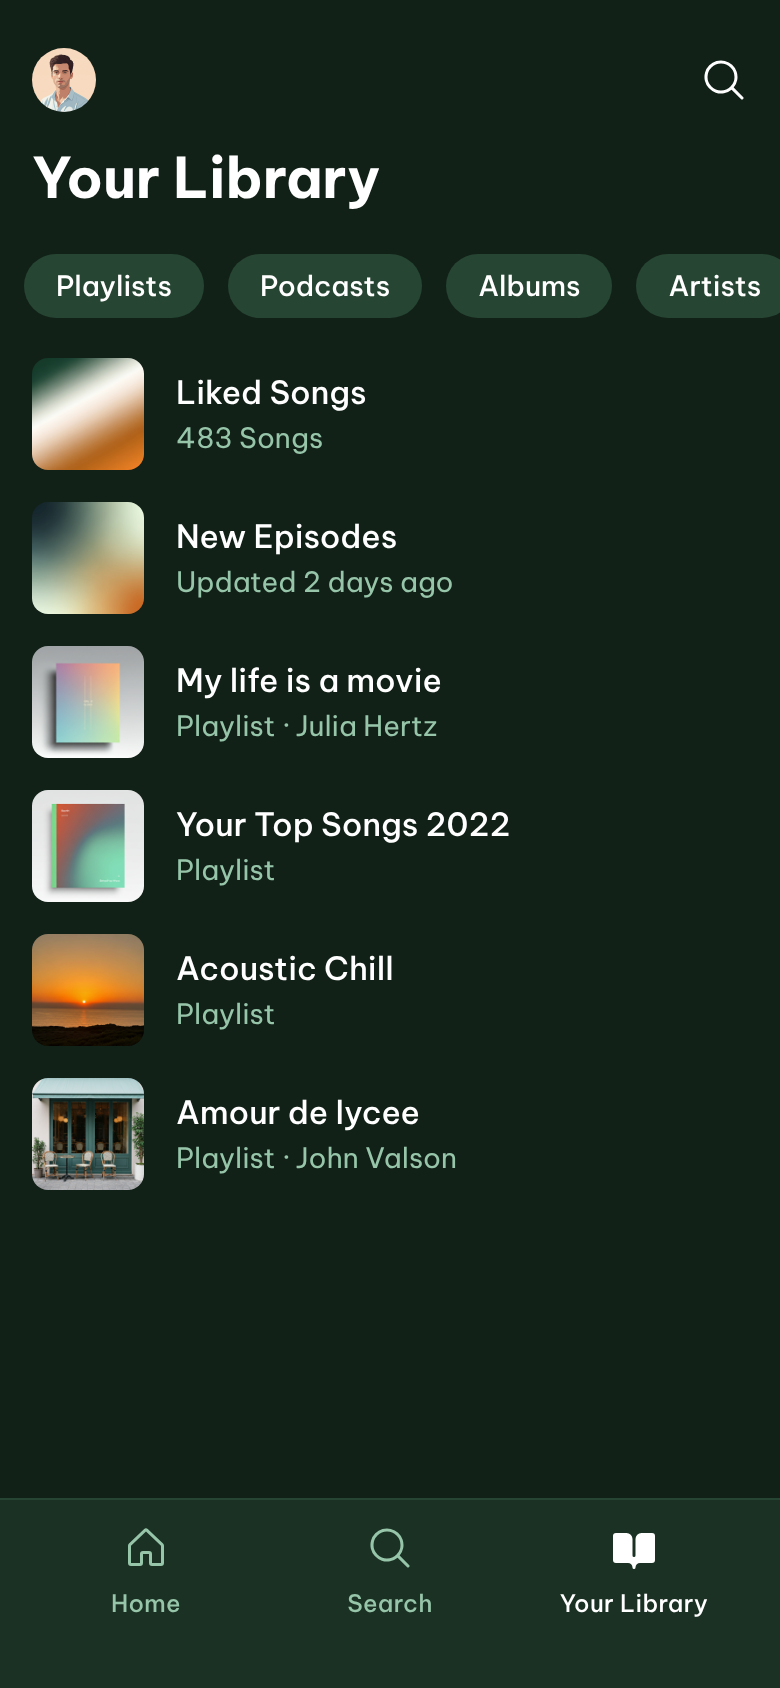 Your Library
Playlists Podcasts Albums Artists
Liked Songs
483 Songs
New Episodes
Updated 2 days ago
My life is a movie
Playlist · Julia Hertz
Your Top Songs 2022
Playlist
Acoustic Chill
Playlist
Amour de lycee
Playlist · John Valson
Home Search Your Library